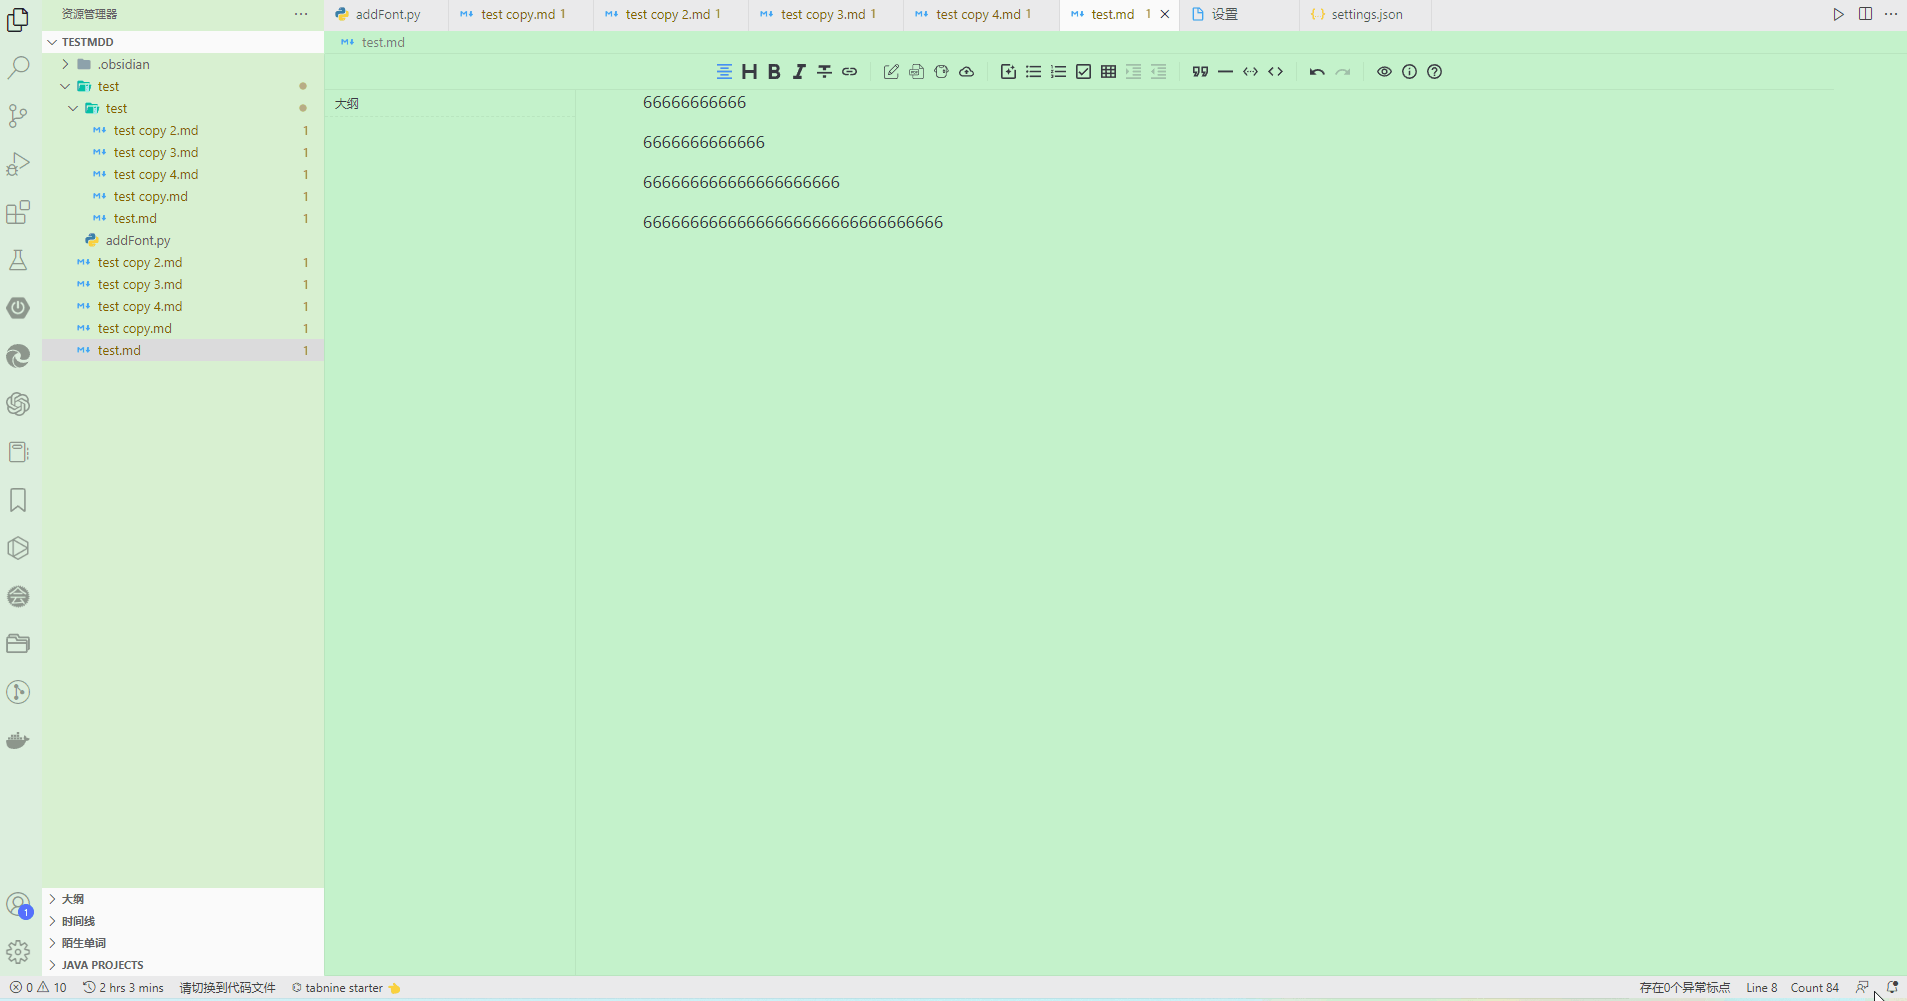 资源管理器
addFont.py
test copy.md 1
test copy 2.md 1
test copy 3.md 1
test copy 4.md 1
test.md 1
设置
settings.json
TESTMDD
test.md
.obsidian
test
test
test copy 2.md 1
test copy 3.md 1
test copy 4.md 1
test copy.md 1
test.md 1
addFont.py
test copy 2.md 1
test copy 3.md 1
test copy 4.md 1
test copy.md 1
test.md 1
大纲
66666666666
6666666666666
666666666666666666666
66666666666666666666666666666666
大纲
时间线
陌生单词
JAVA PROJECTS
1
0 10 2 hrs 3 mins 请切换到代码文件 tabnine starter
存在0个异常标点 Line 8 Count 84